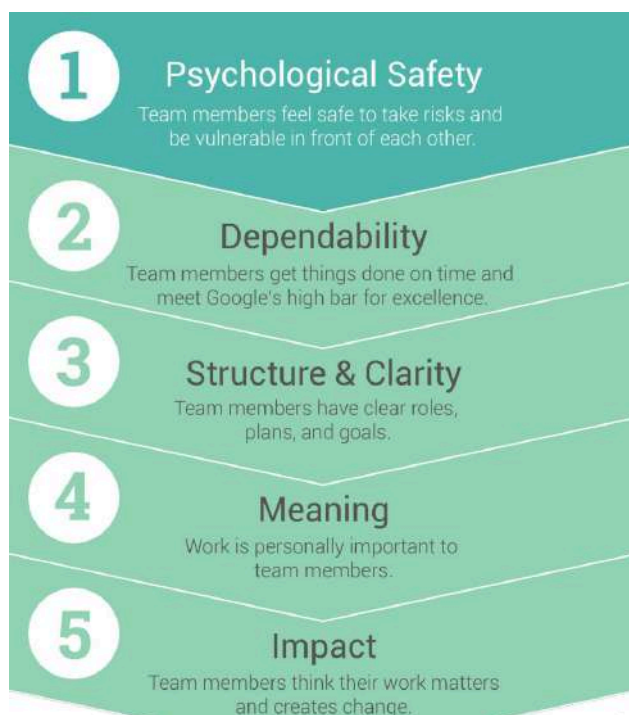 1
Psychological Safety
Team members feel safe to take risks and
be vulnerable in front of each other.
2
Dependability
Team members get things done on time and
meet Google's high bar for excellence.
3
Structure & Clarity
Team members have clear roles,
plans, and goals.
4
Meaning
Work is personally important to
team members.
5
Impact
Team members think their work matters
and creates change.